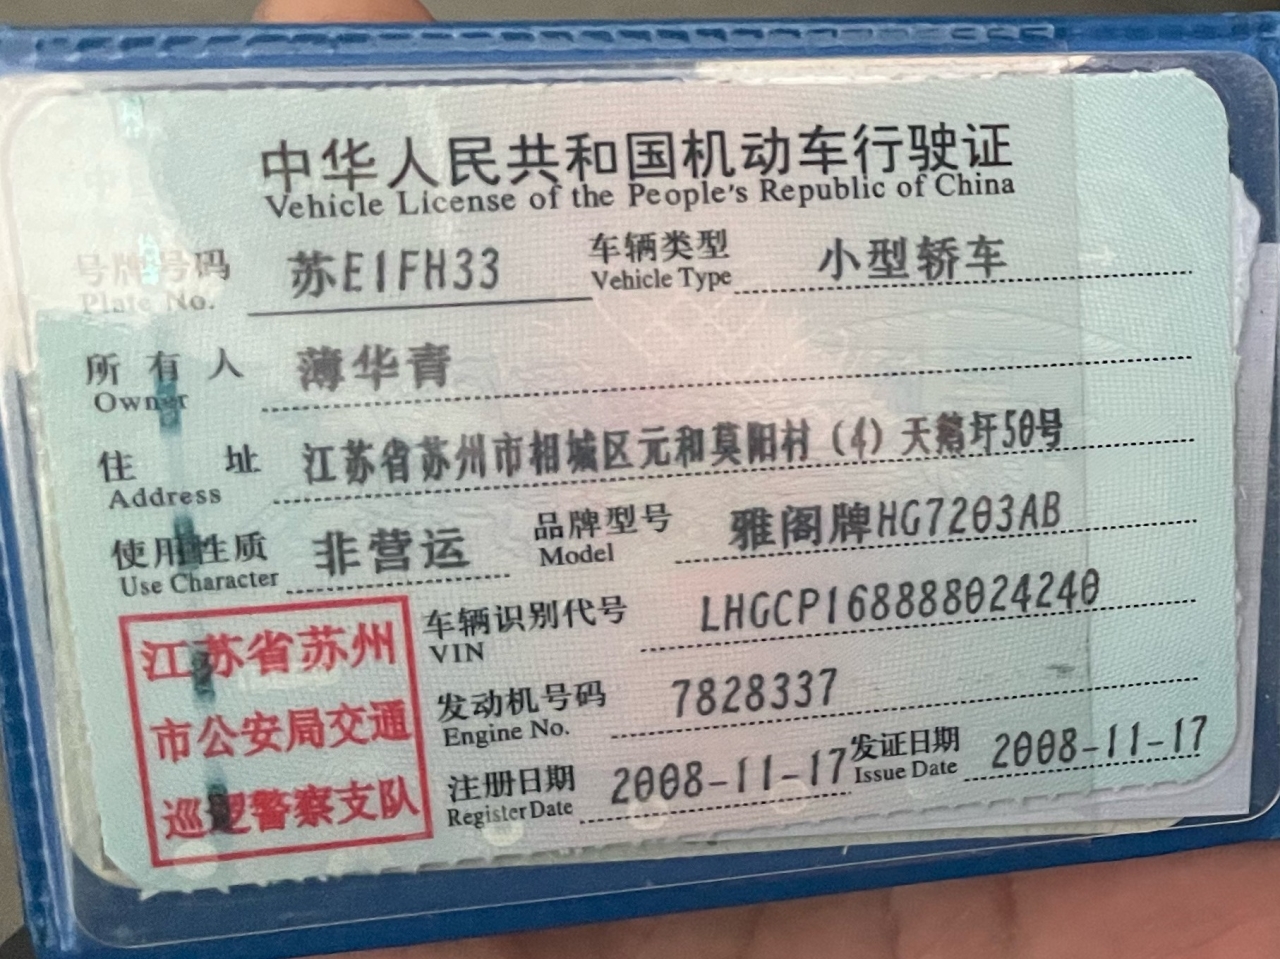 中华人民共和国机动车行驶证
Vehicle License of the People's Republic of China
号牌号码 苏E1FH33 车辆类型 小型轿车
Plate No. Vehicle Type
所有人 薄华青
Owner
住址 江苏省苏州市相城区元和莫阳村（4）天鹅圩50号
Address
使用性质 非营运 品牌型号 雅阁牌HG7203AB
Use Character Model
车辆识别代号 LHGCP168888024240
VIN
发动机号码 7828337
Engine No.
注册日期 2008-11-17 发证日期 2008-11-17
Register Date Issue Date
江苏省苏州
市公安局交通
巡逻警察支队